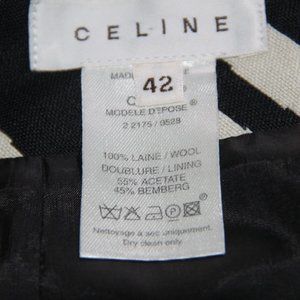 CELINE
42
MADE
MODELE DEPOSE
2 2175 / 0528
100% LAINE / WOOL
DOUBLURE / LINING
55% ACETATE
45% BEMBERG
Nettoyage a sec uniquement
Dry clean only